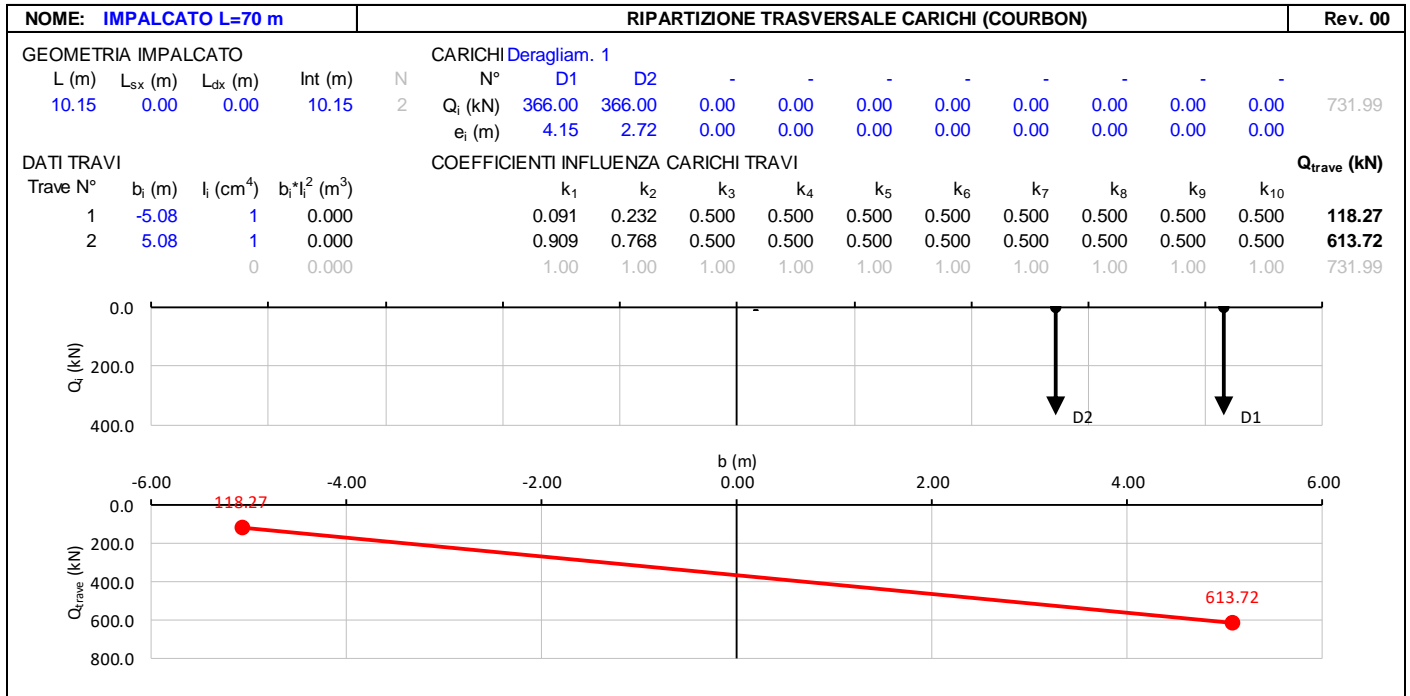 NOME: IMPALCATO L=70 m RIPARTIZIONE TRASVERSALE CARICHI (COURBON) Rev. 00
GEOMETRIA IMPALCATO CARICHI Deragliam. 1
L (m) Lsx (m) Ldx (m) Int (m) N N° D1 D2 - - - - - - - -
10.15 0.00 0.00 10.15 2 Qi (kN) 366.00 366.00 0.00 0.00 0.00 0.00 0.00 0.00 0.00 0.00 731.99
ei (m) 4.15 2.72 0.00 0.00 0.00 0.00 0.00 0.00 0.00 0.00
DATI TRAVI COEFFICIENTI INFLUENZA CARICHI TRAVI Qtrave (kN)
Trave N° bi (m) Ii (cm4) bi*Ii2 (m3) k1 k2 k3 k4 k5 k6 k7 k8 k9 k10
1 -5.08 1 0.000 0.091 0.232 0.500 0.500 0.500 0.500 0.500 0.500 0.500 0.500 118.27
2 5.08 1 0.000 0.909 0.768 0.500 0.500 0.500 0.500 0.500 0.500 0.500 0.500 613.72
0 0.000 1.00 1.00 1.00 1.00 1.00 1.00 1.00 1.00 1.00 1.00 731.99
0.0
Qi (kN)
200.0
400.0
D2 D1
b (m)
-6.00 -4.00 -2.00 0.00 2.00 4.00 6.00
118.27
0.0
200.0
Qtrave (kN)
400.0
613.72
600.0
800.0